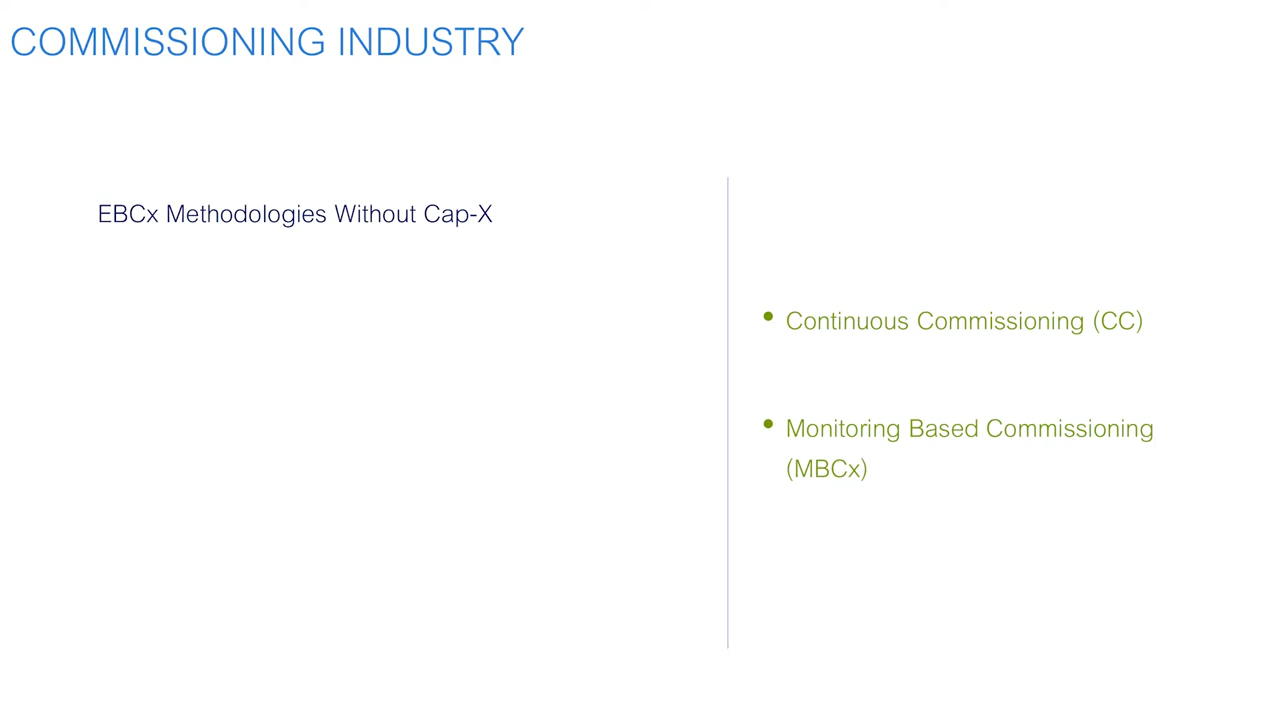 COMMISSIONING INDUSTRY
EBCx Methodologies Without Cap-X
• Continuous Commissioning (CC)
• Monitoring Based Commissioning
(MBCx)